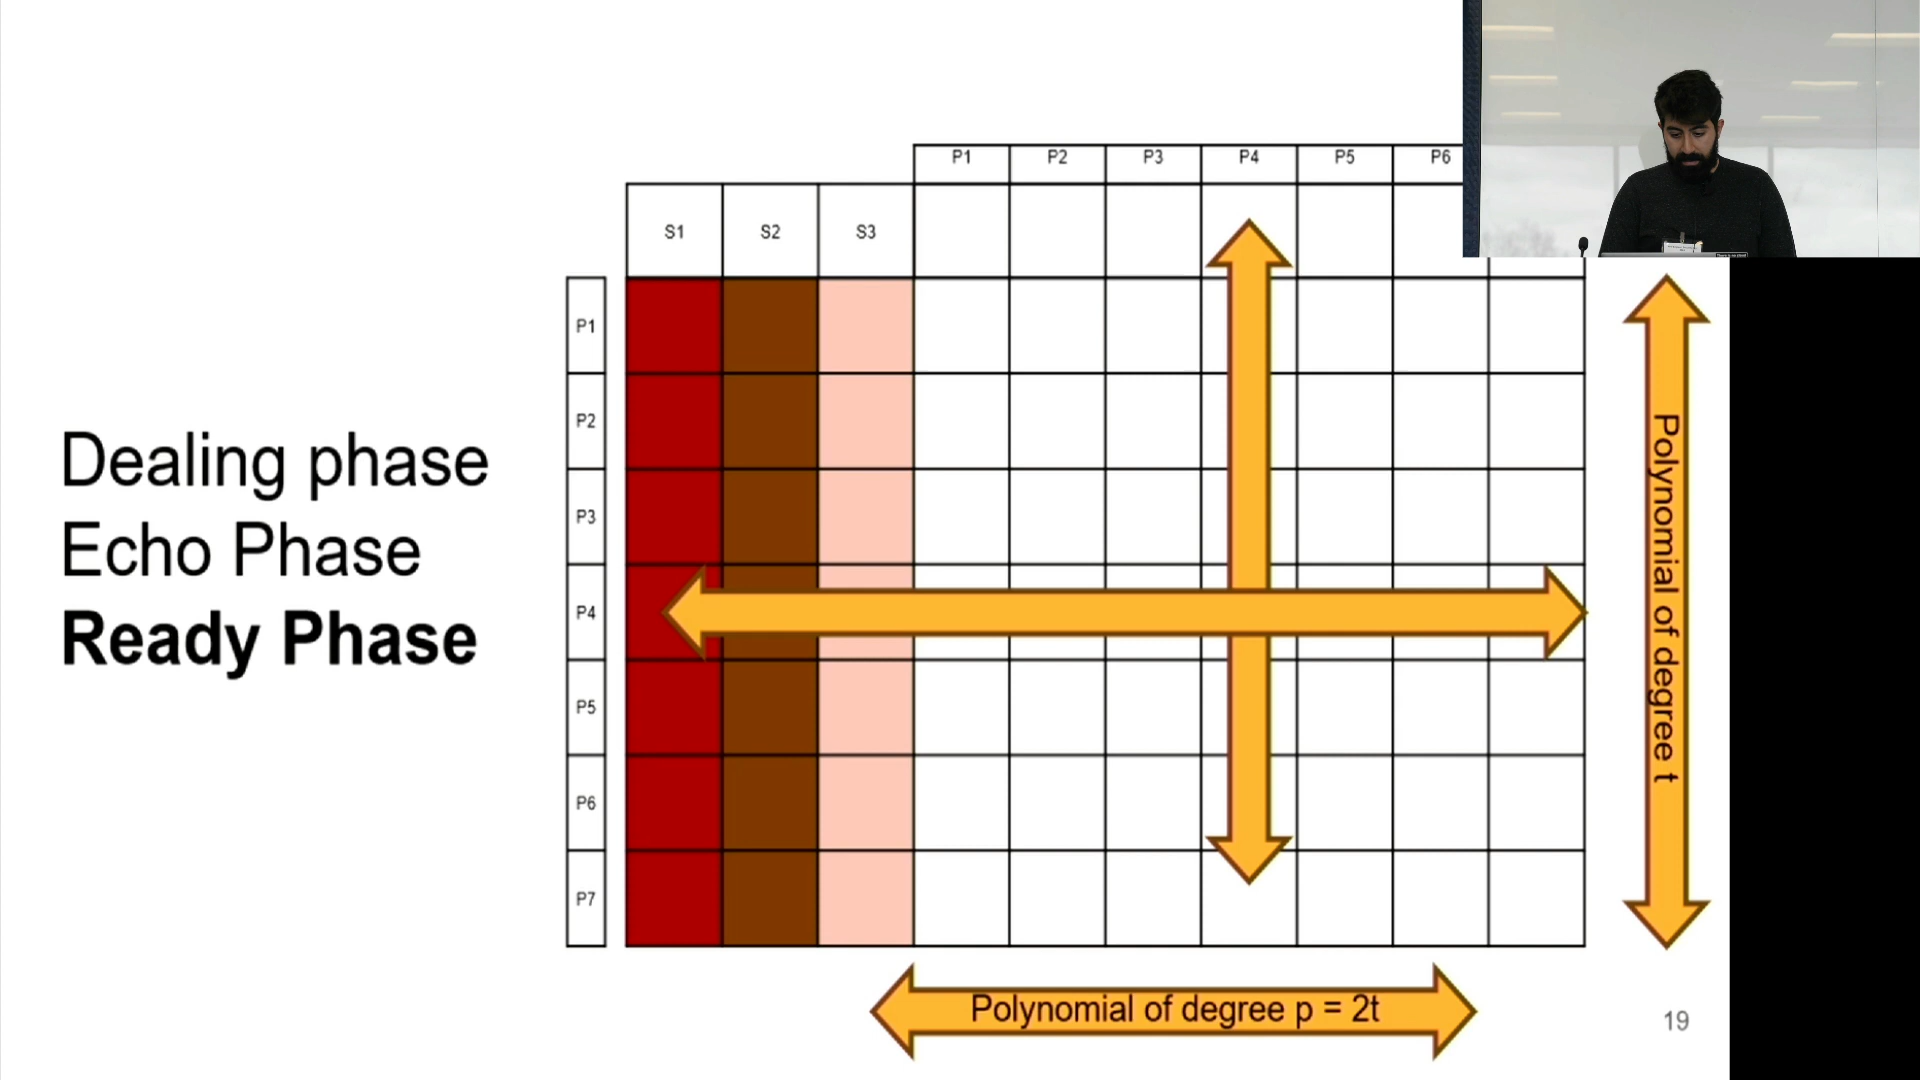 P1 P2 P3 P4 P5 P6
S1 S2 S3
P1
P2
P3
P4
P5
P6
P7
Dealing phase
Echo Phase
Ready Phase
Polynomial of degree t
Polynomial of degree p = 2t
19